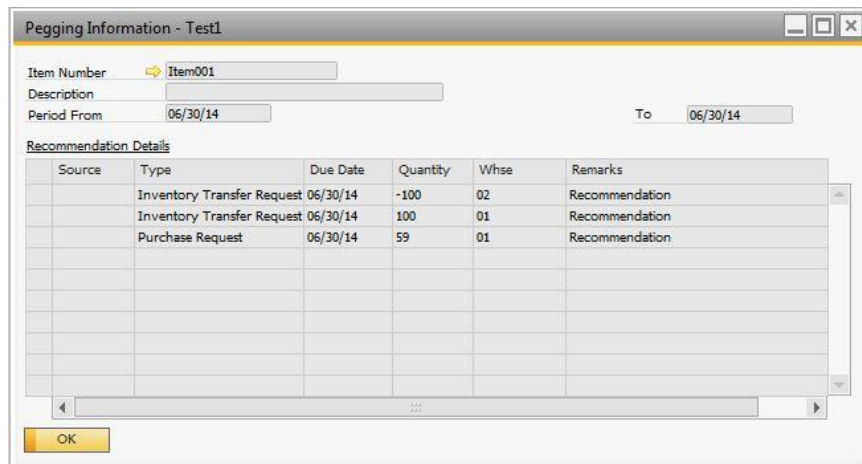 Pegging Information - Test1
Item Number Item001
Description
Period From 06/30/14 To 06/30/14
Recommendation Details
Source Type Due Date Quantity Whse Remarks
Inventory Transfer Request 06/30/14 -100 02 Recommendation
Inventory Transfer Request 06/30/14 100 01 Recommendation
Purchase Request 06/30/14 59 01 Recommendation
OK